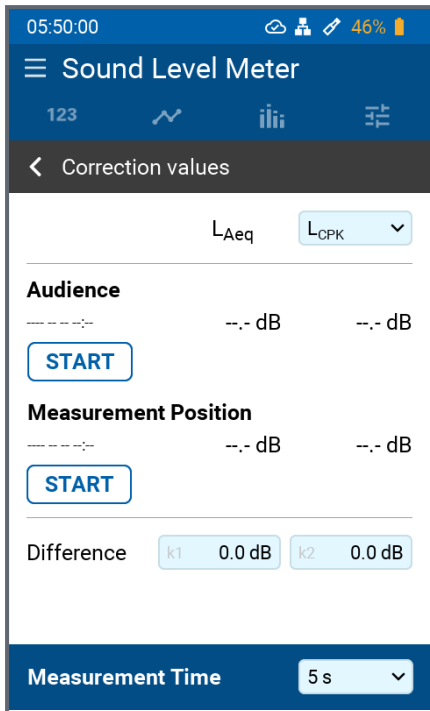 05:50:00 46%
Sound Level Meter
123
Correction values
LAeq LCPK
Audience
---- -- -- --:-- --.- dB --.- dB
START
Measurement Position
---- -- -- --:-- --.- dB --.- dB
START
Difference k1 0.0 dB k2 0.0 dB
Measurement Time 5 s